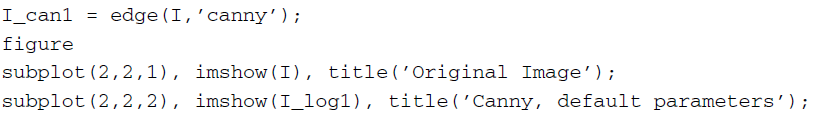 I_can1 = edge(I,’canny’);
figure
subplot(2,2,1), imshow(I), title(’Original Image’);
subplot(2,2,2), imshow(I_log1), title(’Canny, default parameters’);